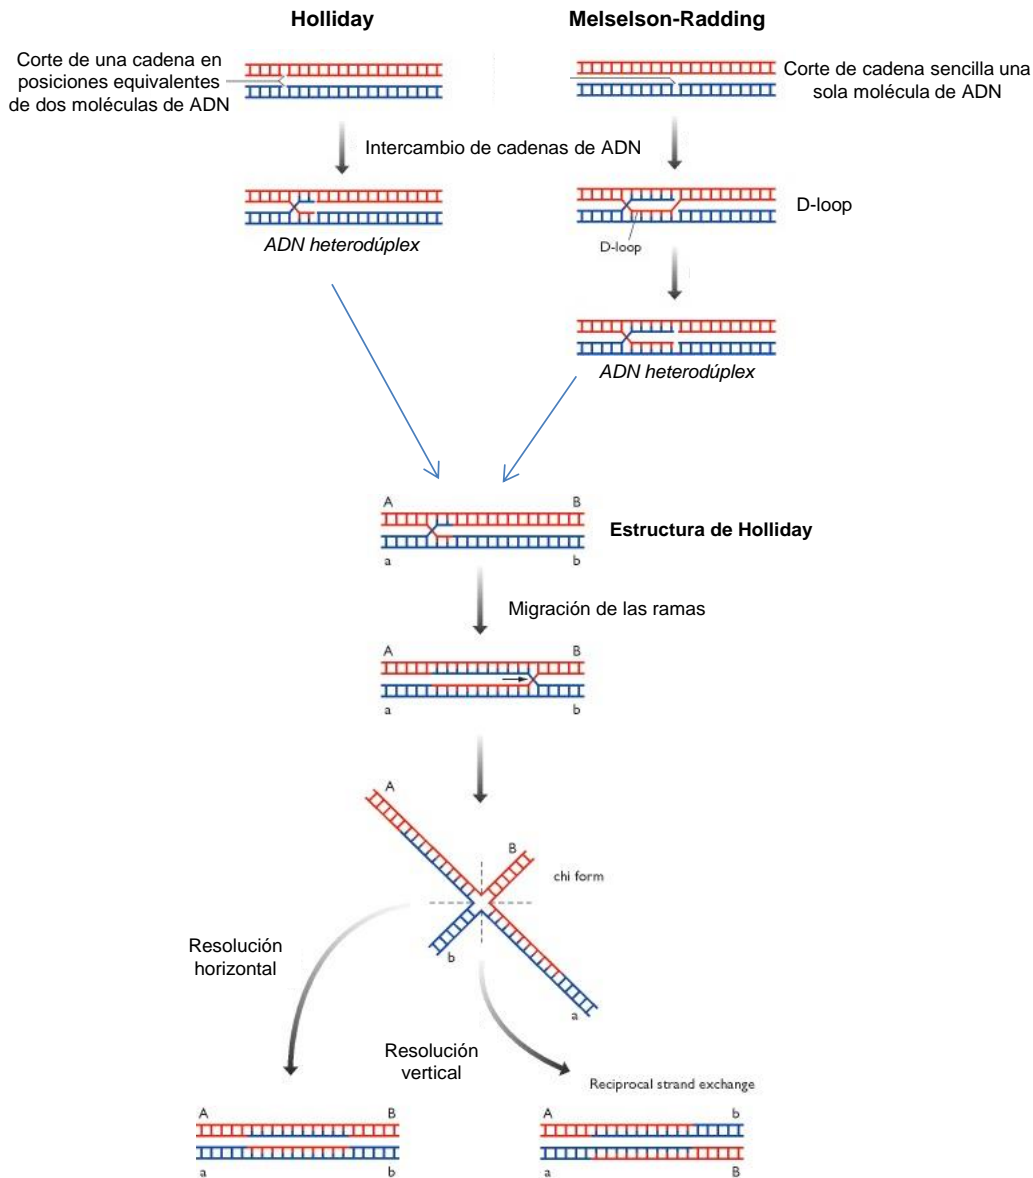 Holliday
Melselson-Radding
Corte de una cadena en
posiciones equivalentes
de dos moléculas de ADN
Corte de cadena sencilla una
sola molécula de ADN
Intercambio de cadenas de ADN
ADN heterodúplex
D-loop
D-loop
ADN heterodúplex
A B
Estructura de Holliday
a b
Migración de las ramas
A B
a b
A
B
chi form
b
a
Resolución
horizontal
Resolución
vertical
Reciprocal strand exchange
A B
a b
A b
a B